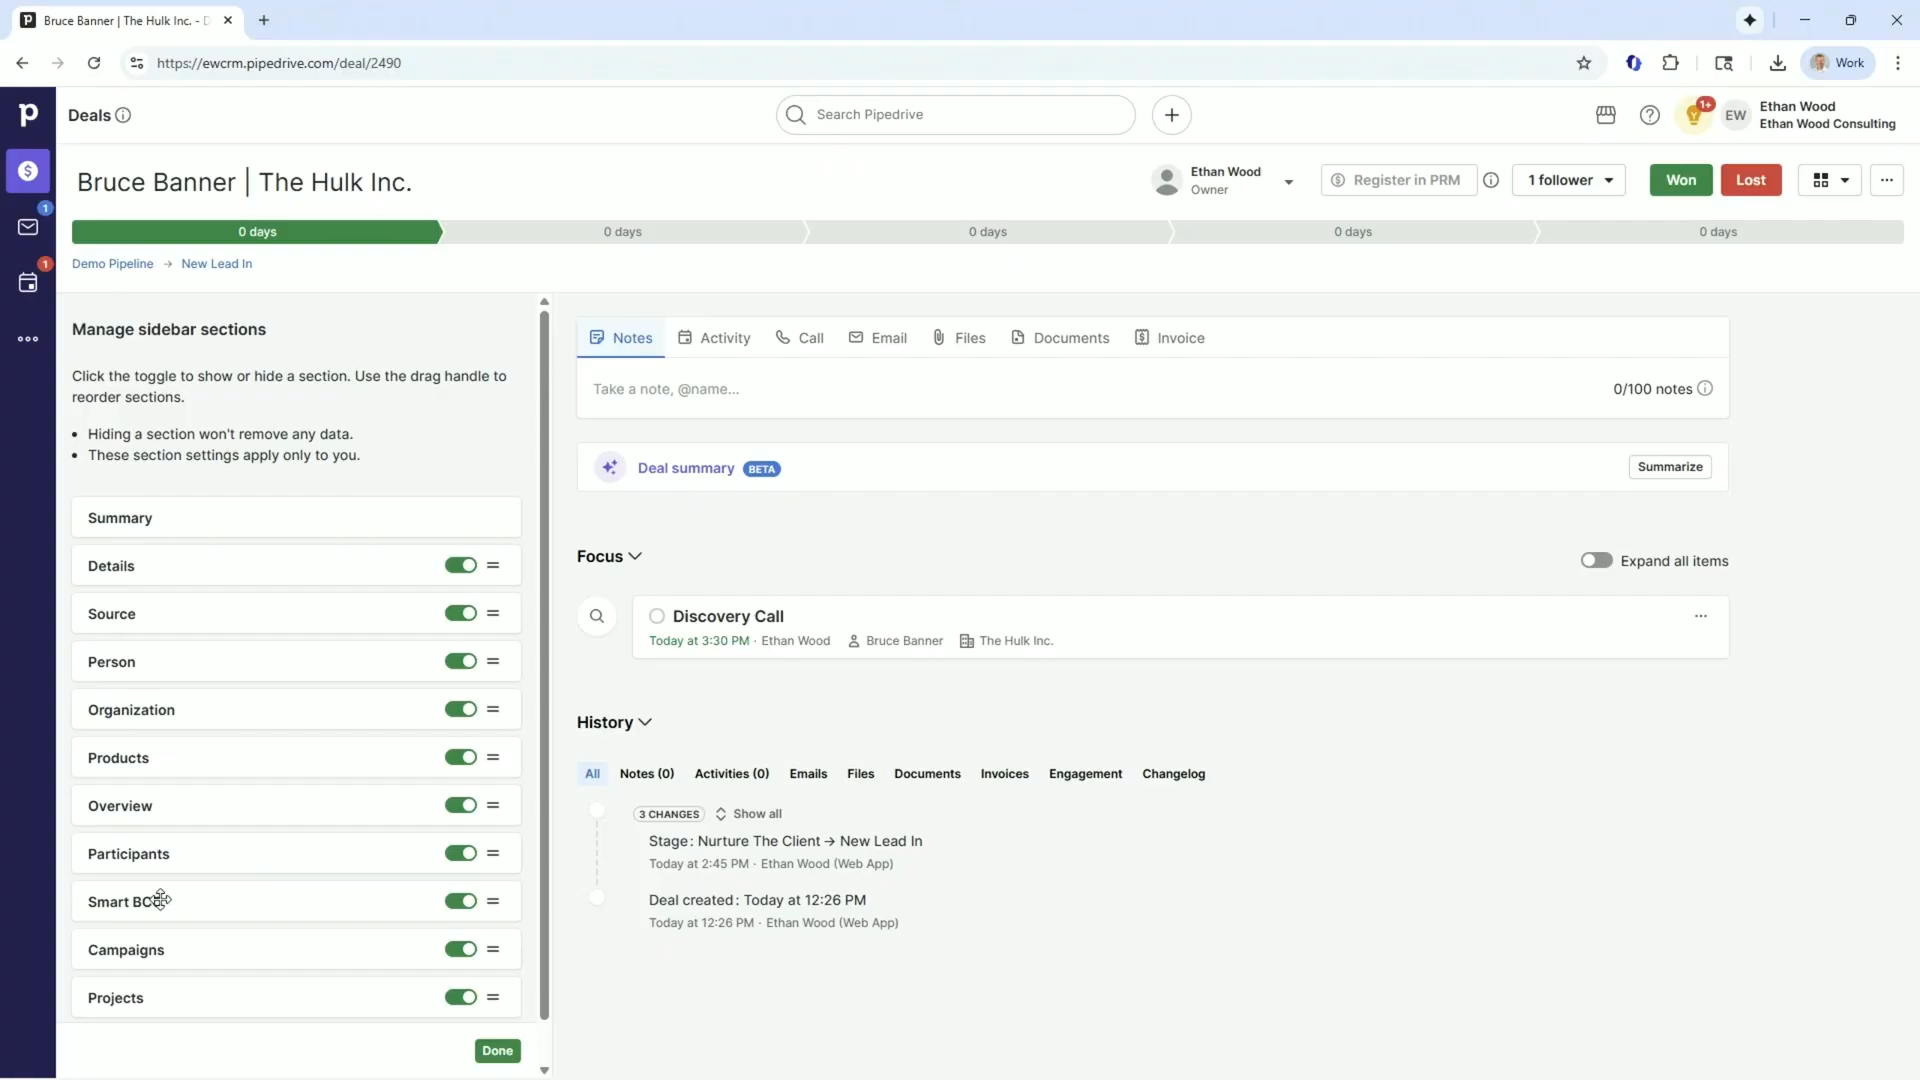 Bruce Banner | The Hulk Inc. - D
https://ewcrm.pipedrive.com/deal/2490
Work
Deals
Search Pipedrive
1+
EW
Ethan Wood
Ethan Wood Consulting
Bruce Banner | The Hulk Inc.
Ethan Wood
Owner
Register in PRM
1 follower
Won
Lost
0 days
0 days
0 days
0 days
0 days
Demo Pipeline → New Lead In
1
1
Manage sidebar sections
Click the toggle to show or hide a section. Use the drag handle to
reorder sections.
• Hiding a section won't remove any data.
• These section settings apply only to you.
Summary
Details
Source
Person
Organization
Products
Overview
Participants
Smart
Campaigns
Projects
Done
Notes
Activity
Call
Email
Files
Documents
Invoice
Take a note, @name...
0/100 notes
Deal summary BETA
Summarize
Focus
Expand all items
Discovery Call
Today at 3:30 PM · Ethan Wood Bruce Banner The Hulk Inc.
History
All Notes (0) Activities (0) Emails Files Documents Invoices Engagement Changelog
3 CHANGES Show all
Stage: Nurture The Client → New Lead In
Today at 2:45 PM · Ethan Wood (Web App)
Deal created: Today at 12:26 PM
Today at 12:26 PM · Ethan Wood (Web App)